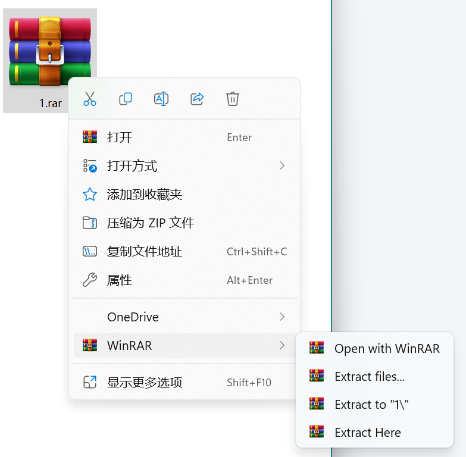 1.rar
打开 Enter
打开方式
添加到收藏夹
压缩为 ZIP 文件
复制文件地址 Ctrl+Shift+C
属性 Alt+Enter
OneDrive
WinRAR
显示更多选项 Shift+F10
Open with WinRAR
Extract files...
Extract to "1\"
Extract Here